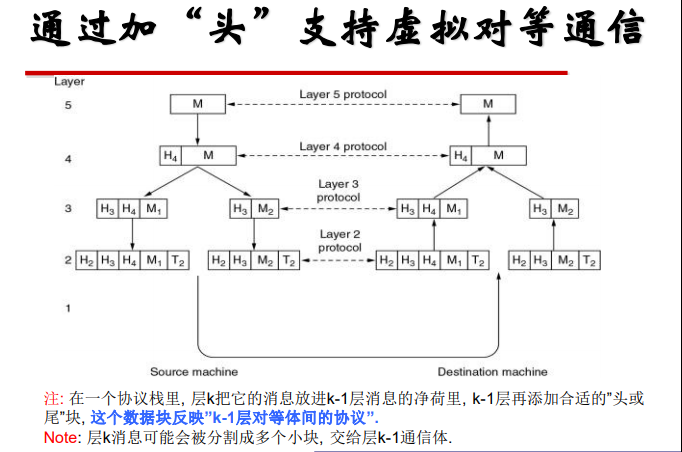 通过加“头”支持虚拟对等通信
Layer
5 M Layer 5 protocol M
4 H4 M Layer 4 protocol H4 M
Layer 3
protocol
3 H3 H4 M1 H3 M2 H3 H4 M1 H3 M2
Layer 2
protocol
2 H2 H3 H4 M1 T2 H2 H3 M2 T2 H2 H3 H4 M1 T2 H2 H3 M2 T2
1
Source machine Destination machine
注: 在一个协议栈里, 层k把它的消息放进k-1层消息的净荷里, k-1层再添加合适的”头或
尾”块, 这个数据块反映”k-1层对等体间的协议”.
Note: 层k消息可能会被分割成多个小块, 交给层k-1通信体.